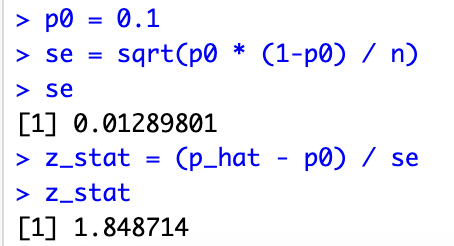 > p0 = 0.1
> se = sqrt(p0 * (1-p0) / n)
> se
[1] 0.01289801
> z_stat = (p_hat - p0) / se
> z_stat
[1] 1.848714